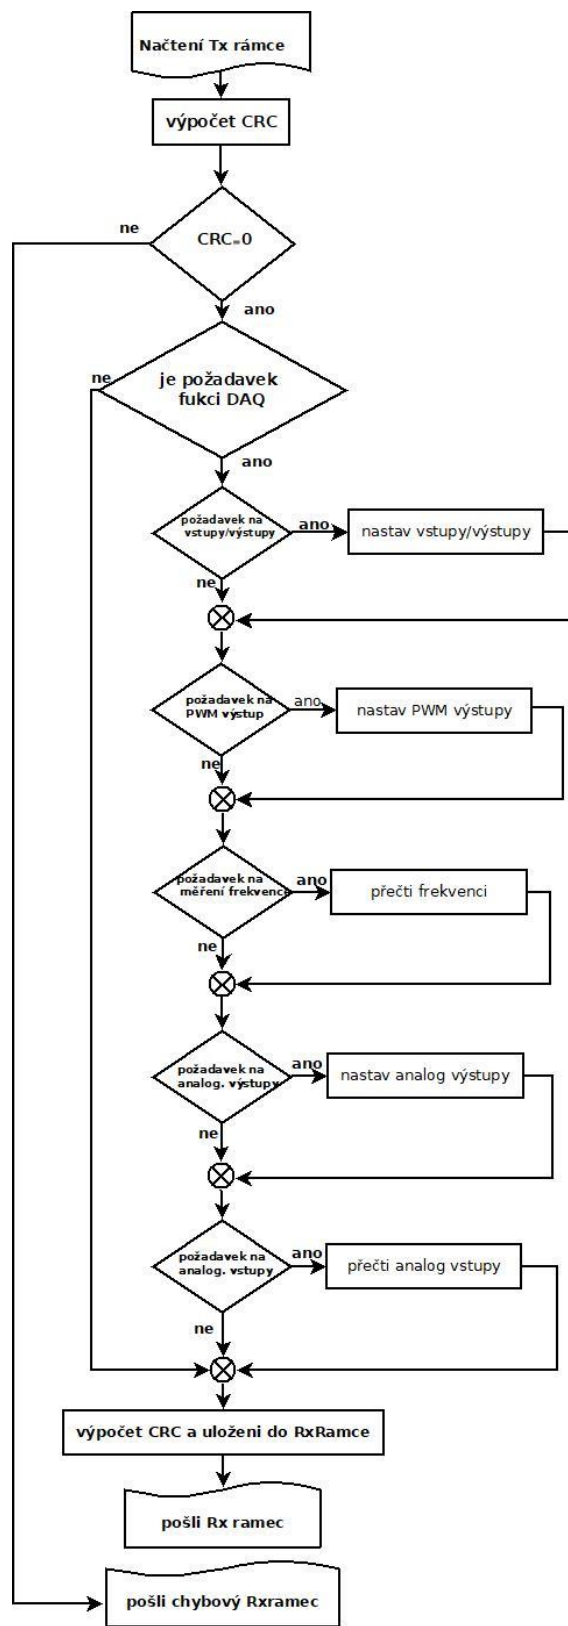 Načtení Tx rámce
výpočet CRC
ne
CRC=0
ano
ne
je požadavek
fukci DAQ
ano
požadavek na
vstupy/výstupy
ano
nastav vstupy/výstupy
ne
požadavek na
PWM výstup
ano
nastav PWM výstupy
ne
požadavek na
měření frekvence
ano
přečti frekvenci
ne
požadavek na
analog. výstupy
ano
nastav analog výstupy
ne
požadavek na
analog. vstupy
ano
přečti analog vstupy
ne
výpočet CRC a uloženi do RxRamce
pošli Rx ramec
pošli chybový Rxramec